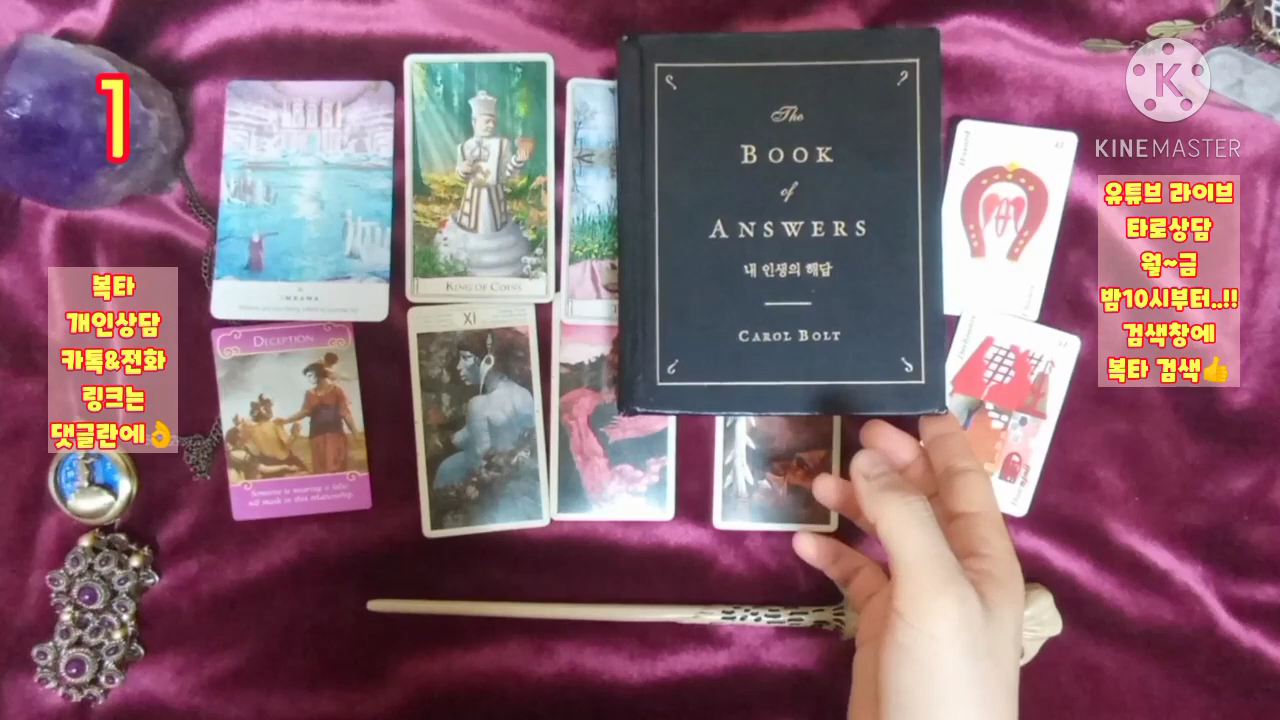 1
복타
개인상담
카톡&전화
링크는
댓글란에👌
KING OF COINS
DECEPTION
XI
The
BOOK
of
ANSWERS
내 인생의 해답
CAROL BOLT
K
KINEMASTER
유튜브 라이브
타로상담
월~금
밤10시부터..!!
검색창에
복타 검색👍